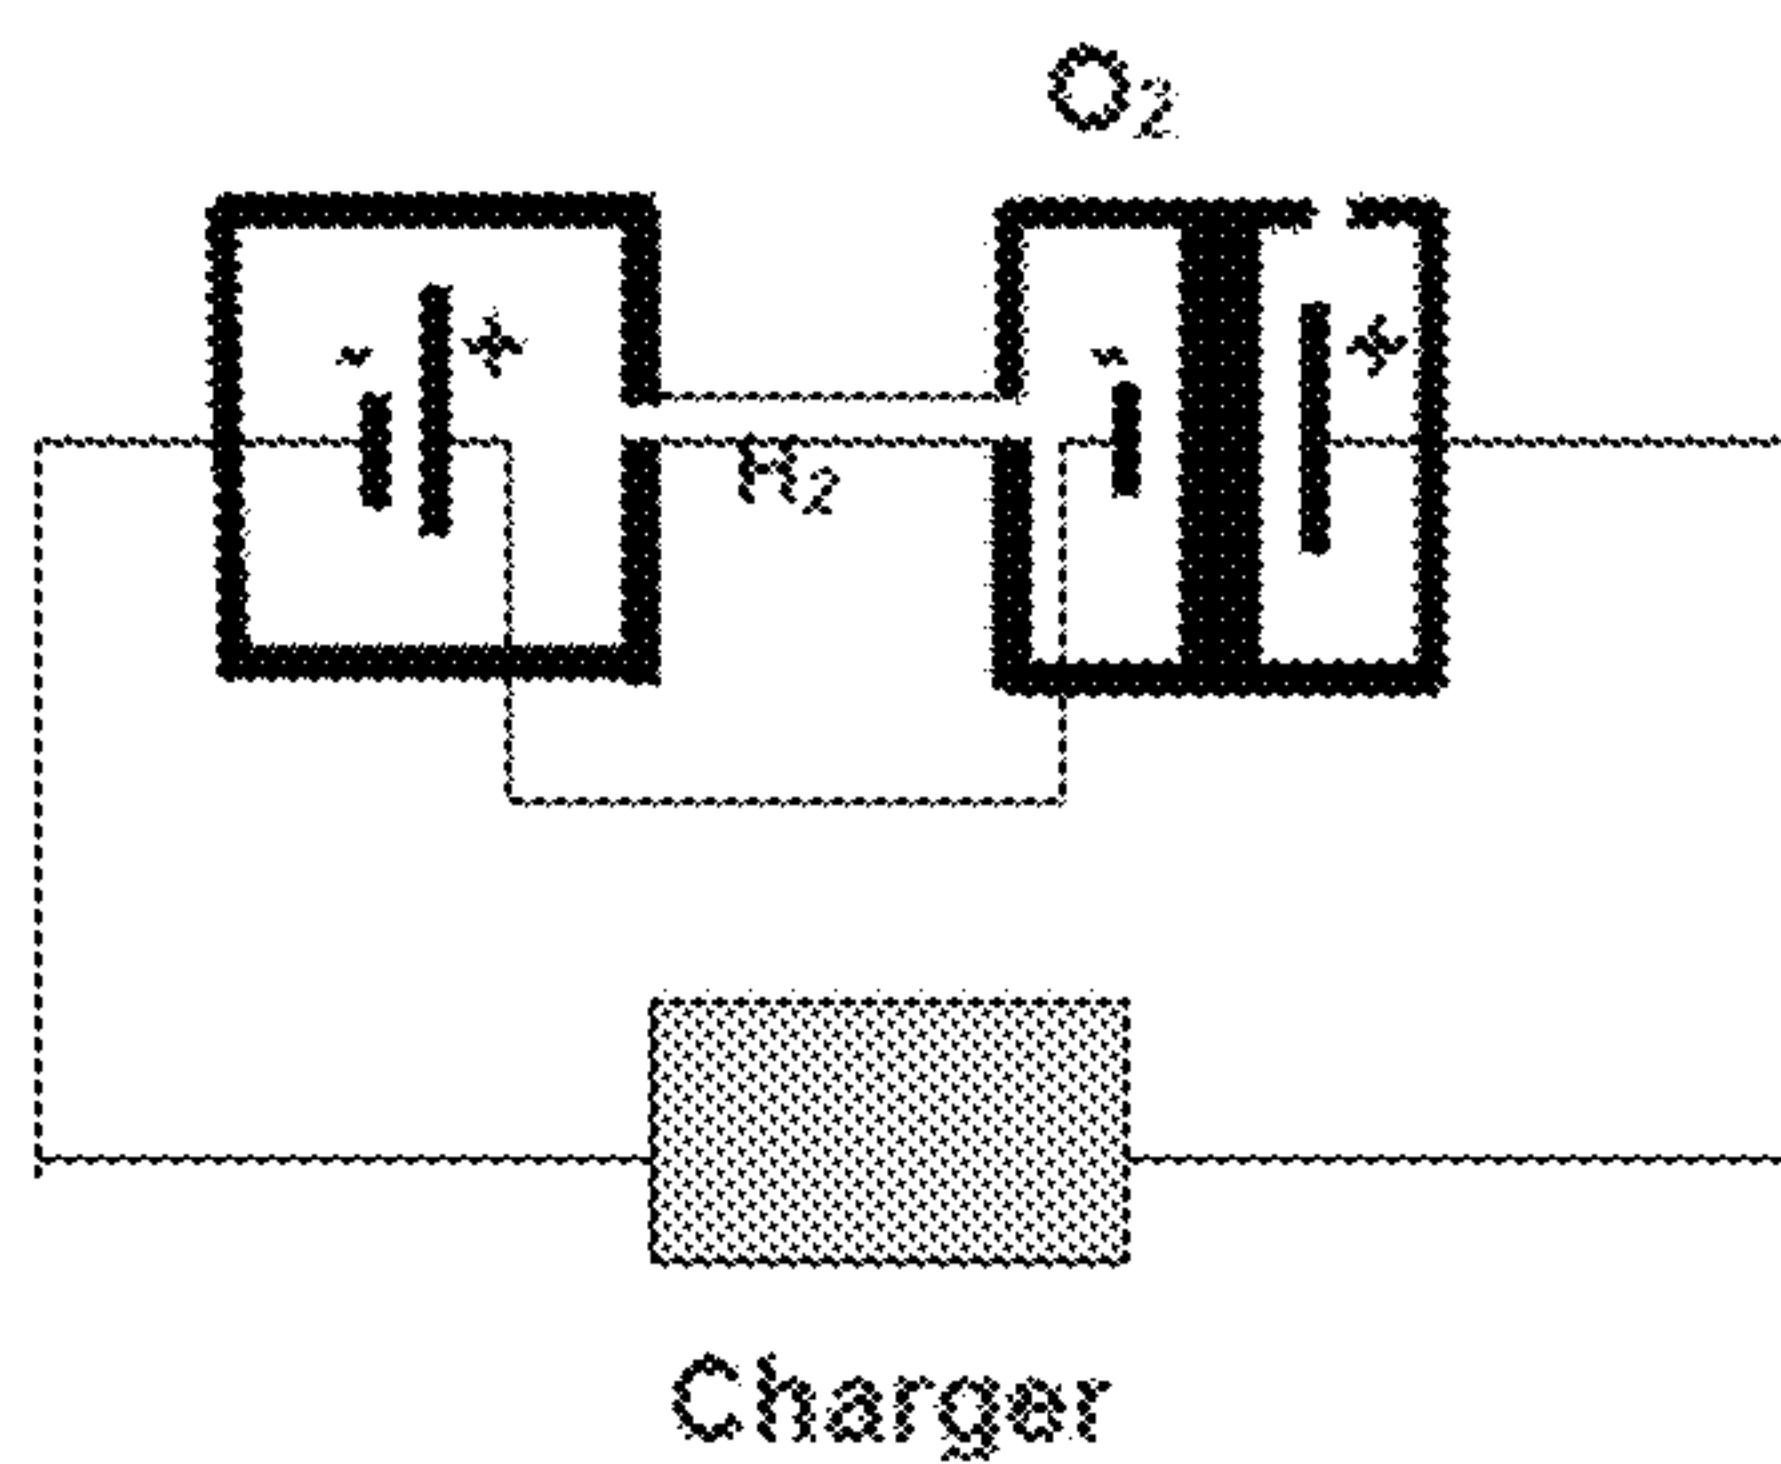 O₂
- + - +
H₂
Charger